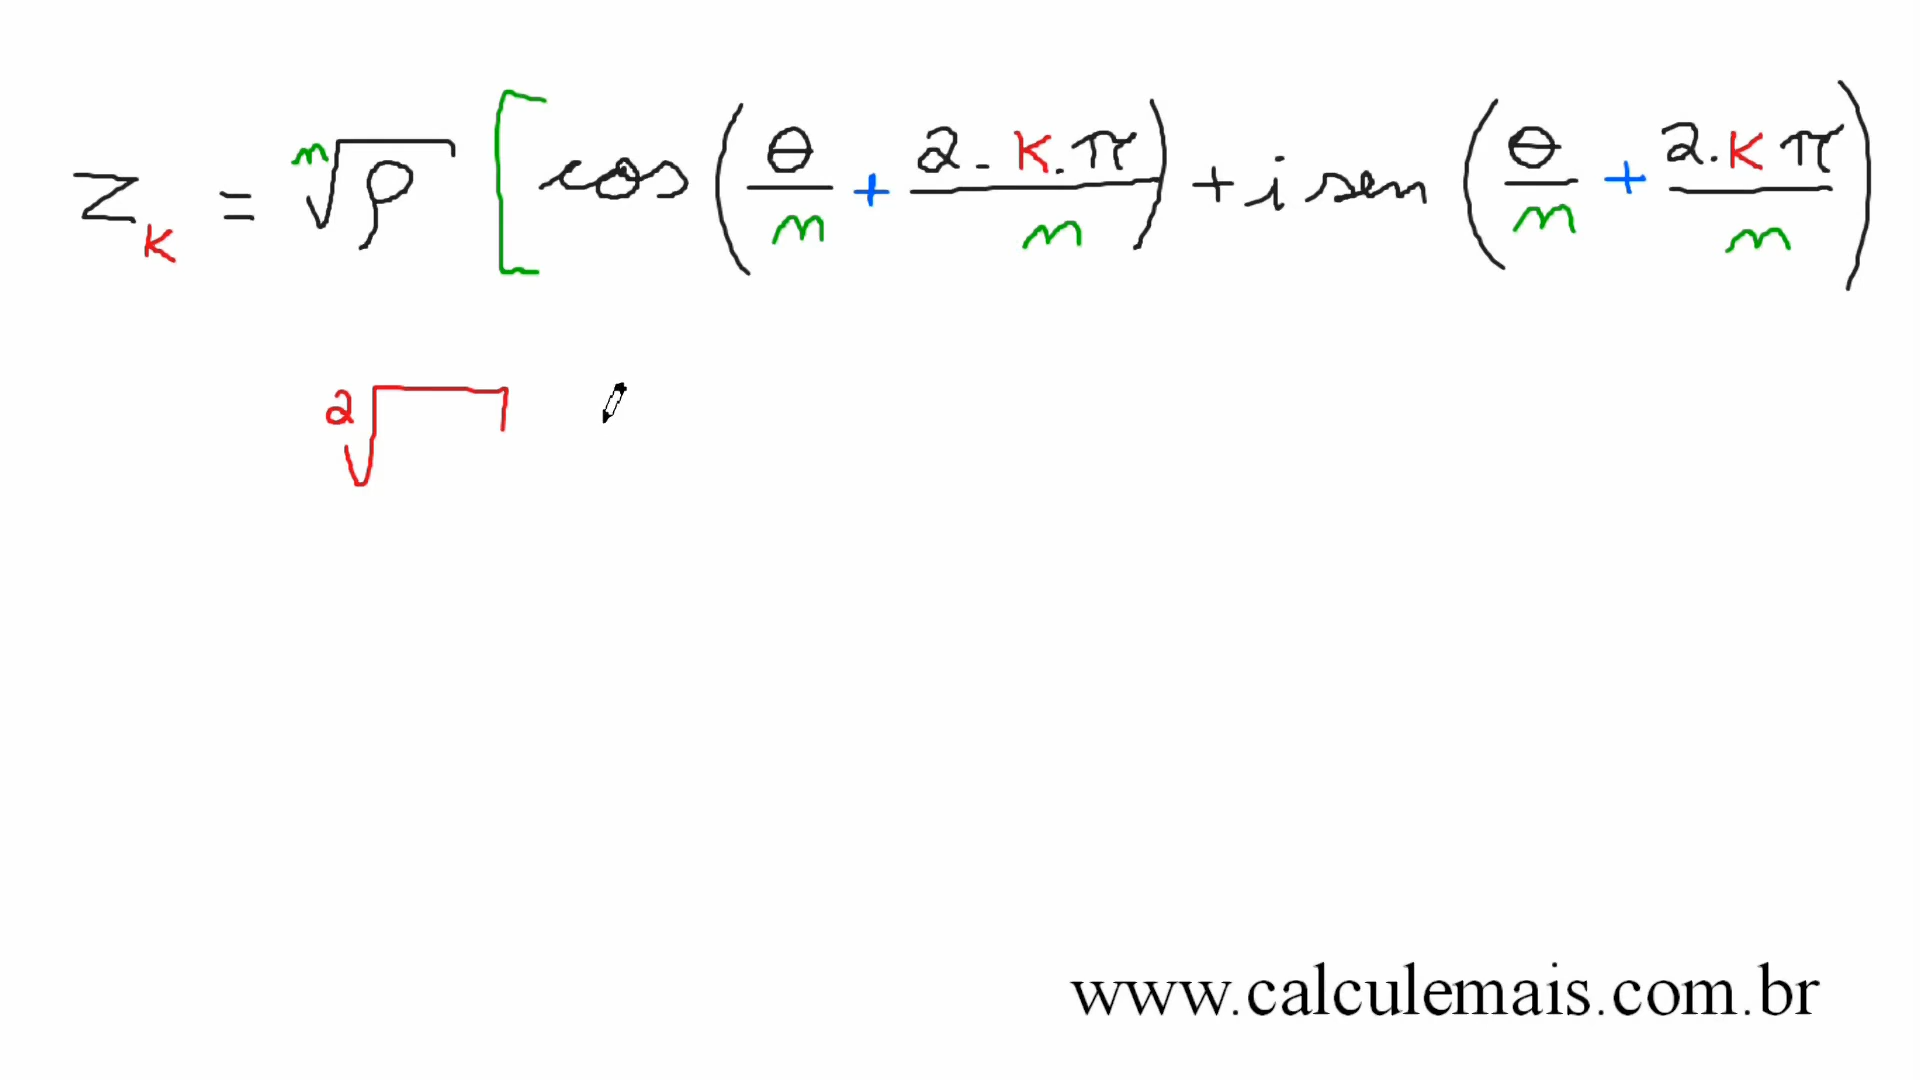 Z_K = ⁿ√ρ [ cos ( θ/n + 2·K·π/n ) + i sen ( θ/n + 2·K π/n )
²√
www.calculemais.com.br